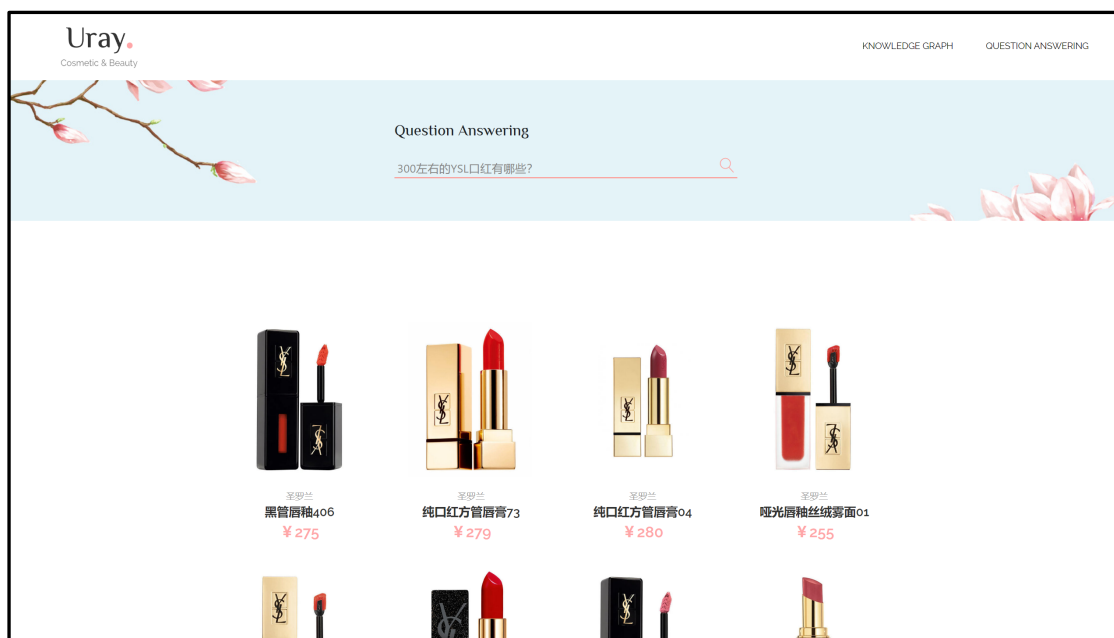 Uray.
Cosmetic & Beauty
KNOWLEDGE GRAPH QUESTION ANSWERING
Question Answering
300左右的YSL口红有哪些?
圣罗兰 圣罗兰 圣罗兰 圣罗兰
黑管唇釉406 纯口红方管唇膏73 纯口红方管唇膏04 哑光唇釉丝绒雾面01
¥275 ¥279 ¥280 ¥255